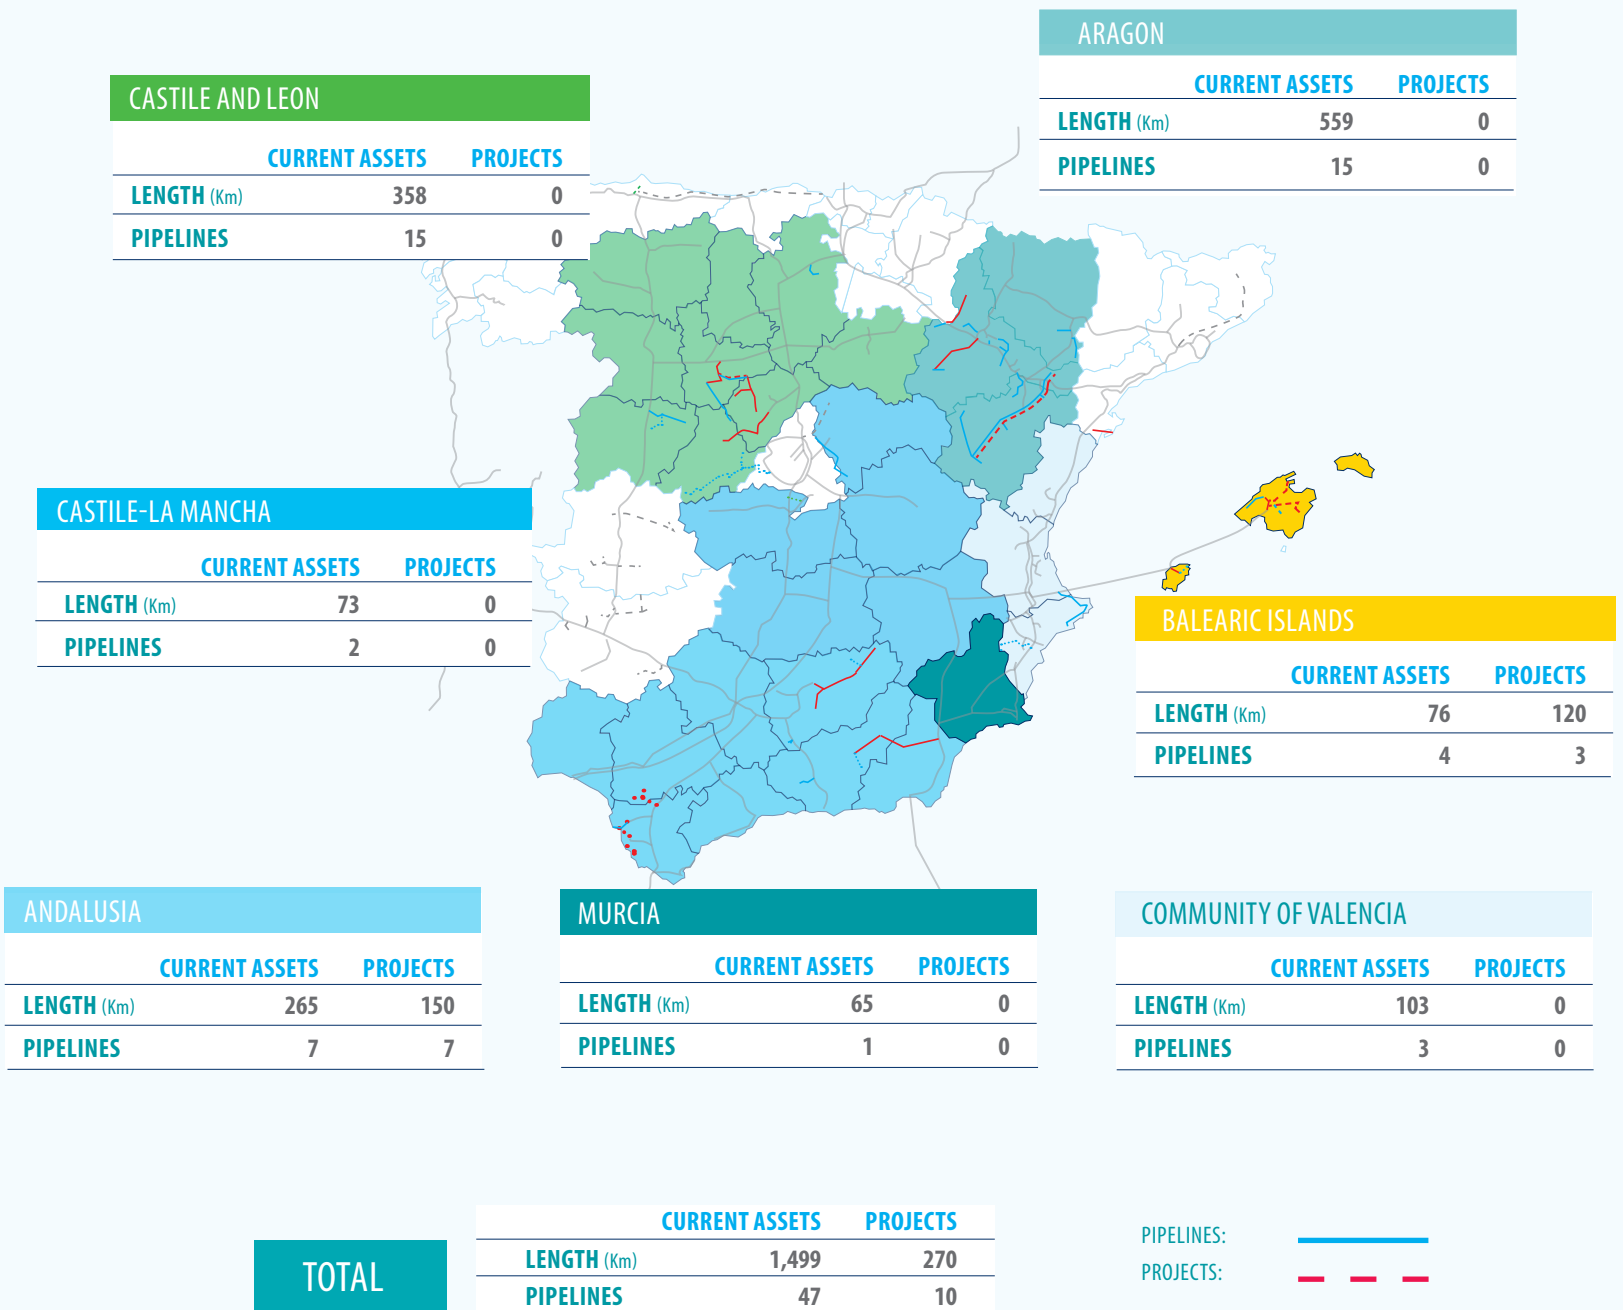 ARAGON
CURRENT ASSETS PROJECTS
LENGTH (Km) 559 0
PIPELINES 15 0
CASTILE AND LEON
CURRENT ASSETS PROJECTS
LENGTH (Km) 358 0
PIPELINES 15 0
CASTILE-LA MANCHA
CURRENT ASSETS PROJECTS
LENGTH (Km) 73 0
PIPELINES 2 0
BALEARIC ISLANDS
CURRENT ASSETS PROJECTS
LENGTH (Km) 76 120
PIPELINES 4 3
ANDALUSIA
CURRENT ASSETS PROJECTS
LENGTH (Km) 265 150
PIPELINES 7 7
MURCIA
CURRENT ASSETS PROJECTS
LENGTH (Km) 65 0
PIPELINES 1 0
COMMUNITY OF VALENCIA
CURRENT ASSETS PROJECTS
LENGTH (Km) 103 0
PIPELINES 3 0
TOTAL
CURRENT ASSETS PROJECTS
LENGTH (Km) 1,499 270
PIPELINES 47 10
PIPELINES:
PROJECTS: